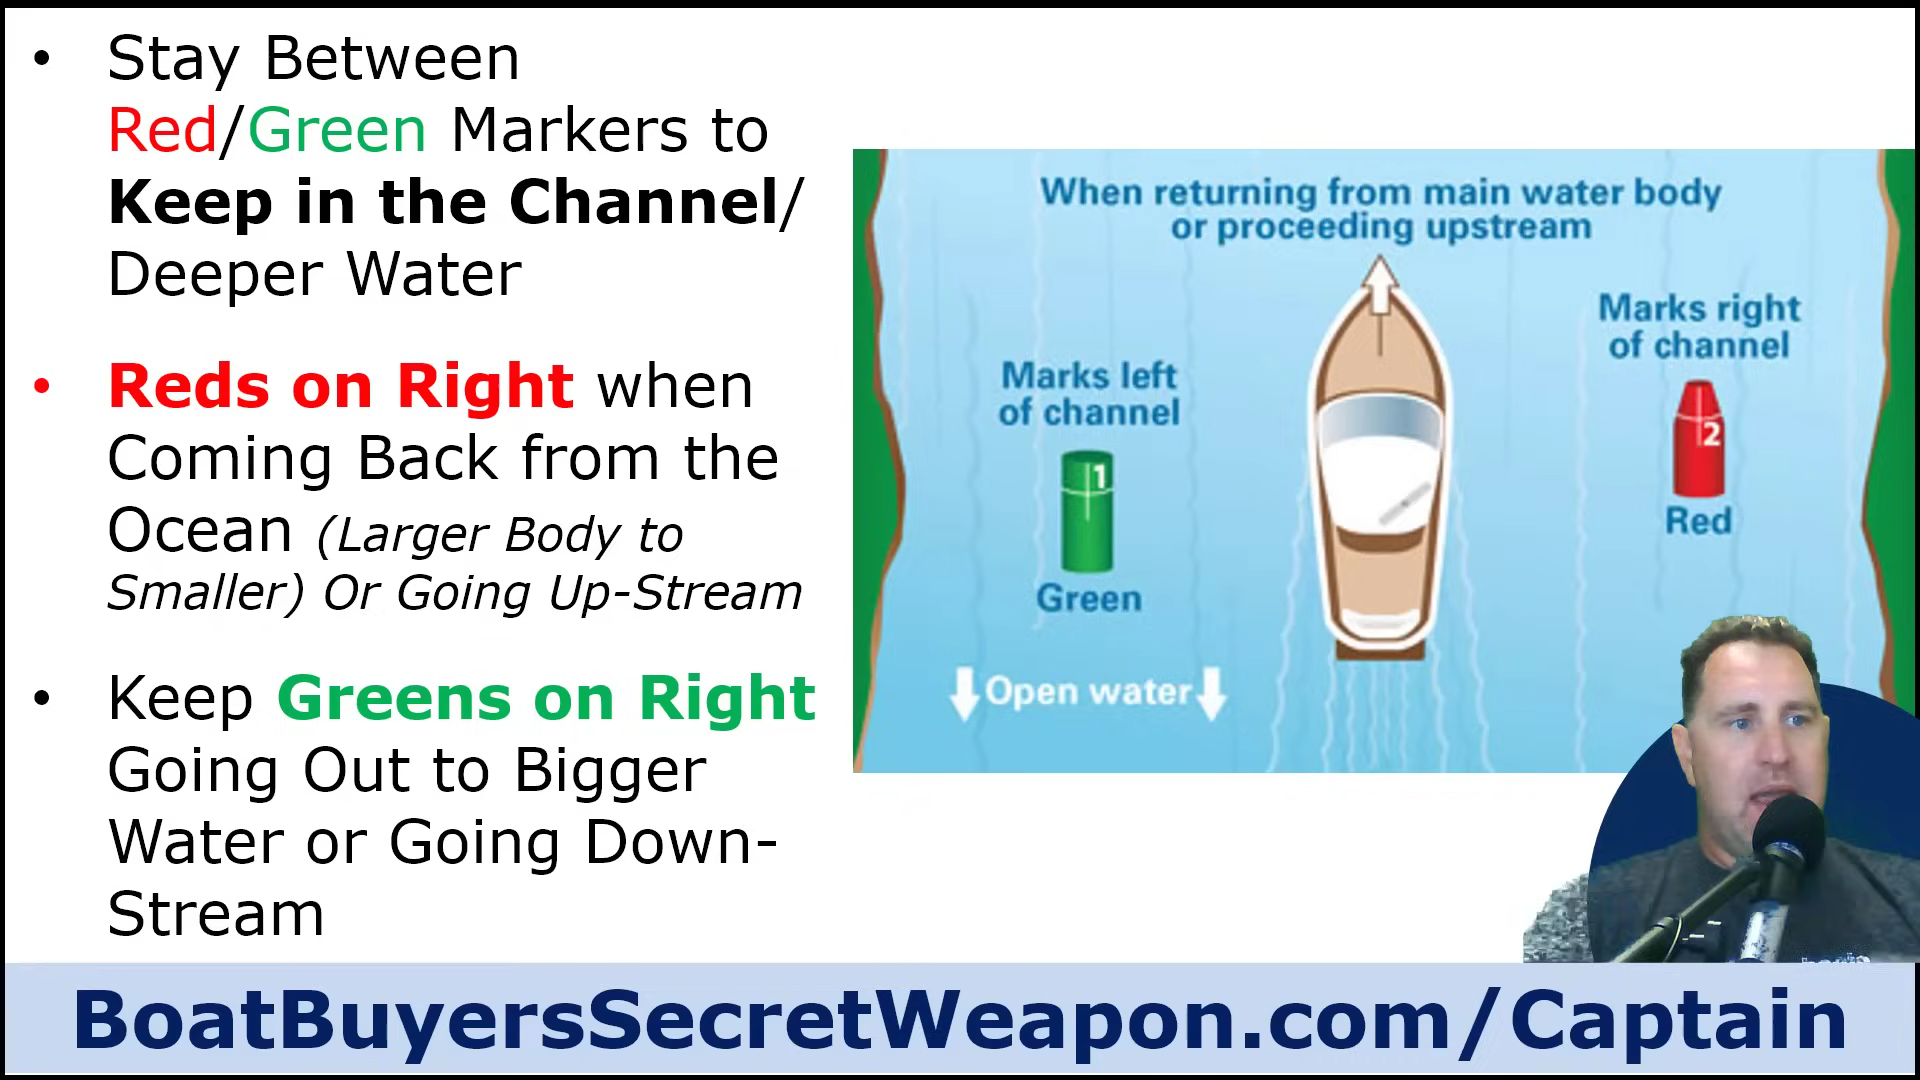 • Stay Between
Red/Green Markers to
Keep in the Channel/
Deeper Water
• Reds on Right when
Coming Back from the
Ocean (Larger Body to
Smaller) Or Going Up-Stream
• Keep Greens on Right
Going Out to Bigger
Water or Going Down-
Stream
When returning from main water body
or proceeding upstream
Marks right
of channel
2
Red
Marks left
of channel
1
Green
Open water
BoatBuyersSecretWeapon.com/Captain